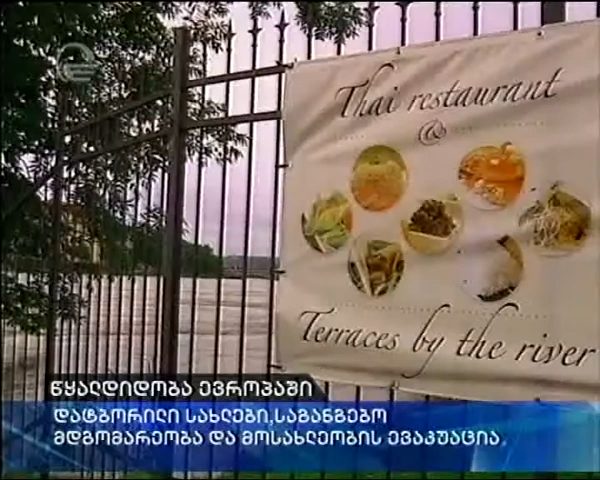 Thai restaurant
@
Terraces by the river
წყალდიდობა ევროპაში
დატბორილი სახლები,საგანგებო
მდგომარეობა და მოსახლეობის ევაკუაცია.